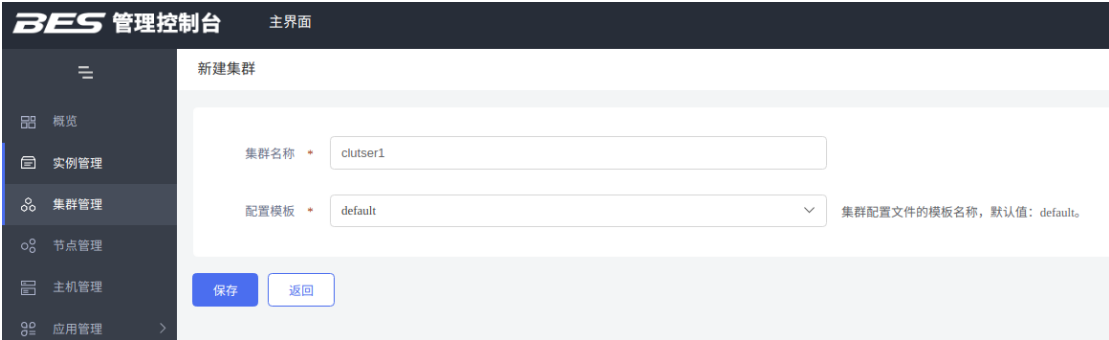 BES 管理控制台 主界面
新建集群
概览
实例管理
集群管理
节点管理
主机管理
应用管理
集群名称 * clutser1
配置模板 * default 集群配置文件的模板名称，默认值：default。
保存 返回